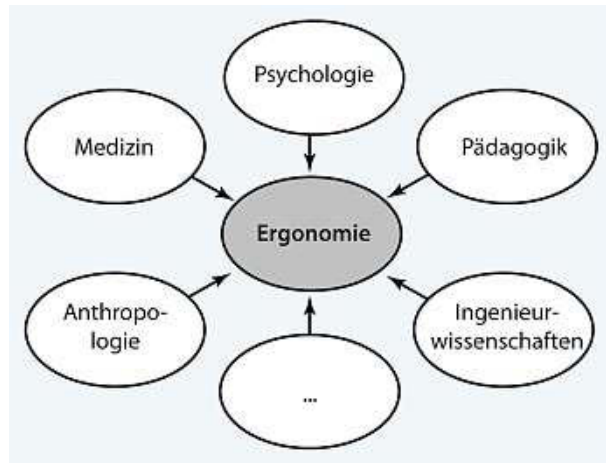 Psychologie
Medizin
Pädagogik
Ergonomie
Anthropo-
logie
Ingenieur-
wissenschaften
...